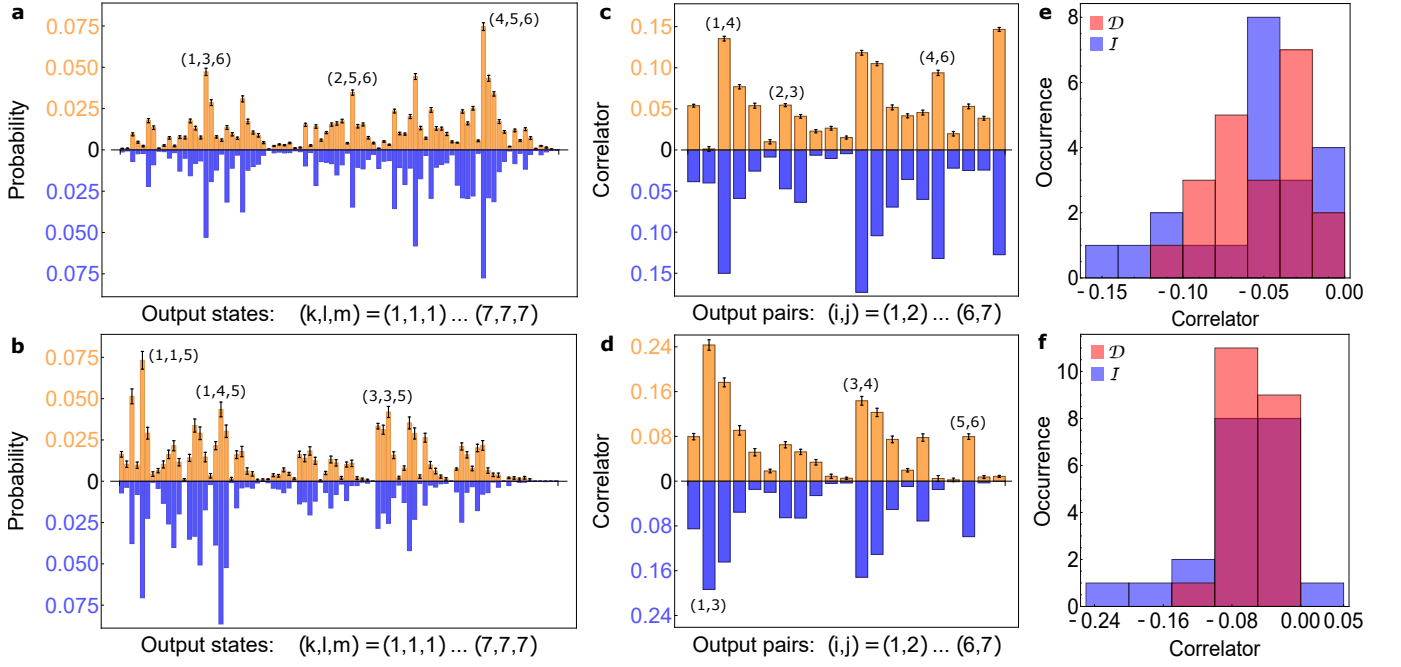 a
Probability
0.075
0.050
0.025
0
0.025
0.050
0.075
(1,3,6)
(2,5,6)
(4,5,6)
Output states: (k,l,m) = (1,1,1) ... (7,7,7)
c
Correlator
0.15
0.10
0.05
0
0.05
0.10
0.15
(1,4)
(2,3)
(4,6)
Output pairs: (i,j) = (1,2) ... (6,7)
e
Occurrence
8
6
4
2
0
𝒟
ℐ
-0.15 -0.10 -0.05 0.00
Correlator
b
Probability
0.075
0.050
0.025
0
0.025
0.050
0.075
(1,1,5)
(1,4,5)
(3,3,5)
Output states: (k,l,m) = (1,1,1) ... (7,7,7)
d
Correlator
0.24
0.16
0.08
0
0.08
0.16
0.24
(1,3)
(3,4)
(5,6)
Output pairs: (i,j) = (1,2) ... (6,7)
f
Occurrence
10
8
6
4
2
0
𝒟
ℐ
-0.24 -0.16 -0.08 0.00 0.05
Correlator